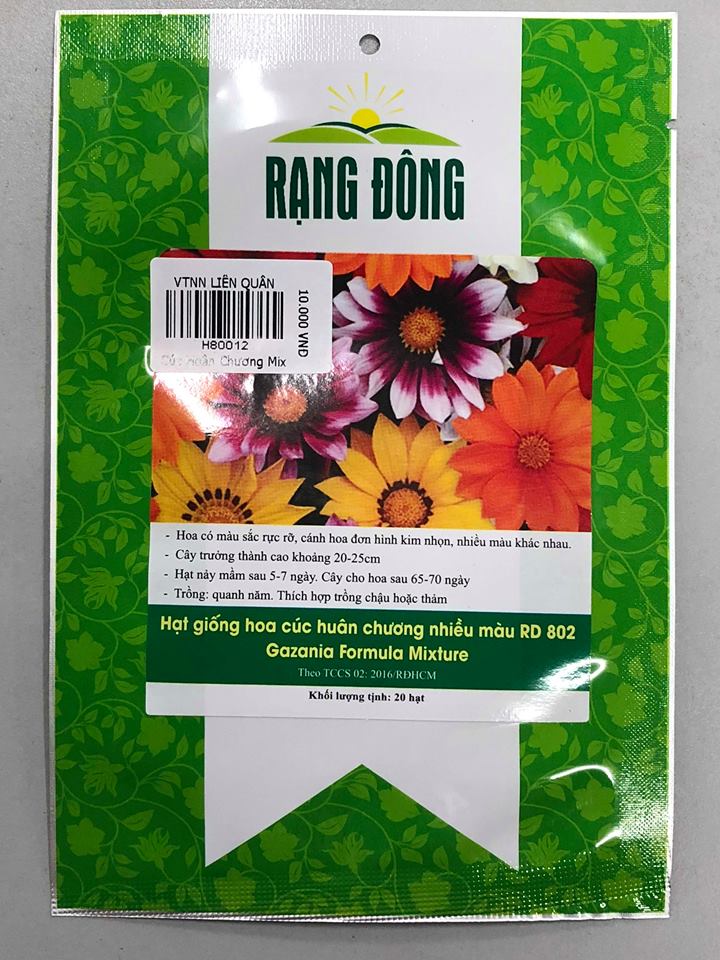 RẠNG ĐÔNG
VTNN LIÊN QUÂN
10.000 VNĐ
H80012
Cúc Huân Chương Mix
- Hoa có màu sắc rực rỡ, cánh hoa đơn hình kim nhọn, nhiều màu khác nhau.
- Cây trưởng thành cao khoảng 20-25cm
- Hạt nảy mầm sau 5-7 ngày. Cây cho hoa sau 65-70 ngày
- Trồng: quanh năm. Thích hợp trồng chậu hoặc thảm
Hạt giống hoa cúc huân chương nhiều màu RD 802
Gazania Formula Mixture
Theo TCCS 02: 2016/RĐHCM
Khối lượng tịnh: 20 hạt